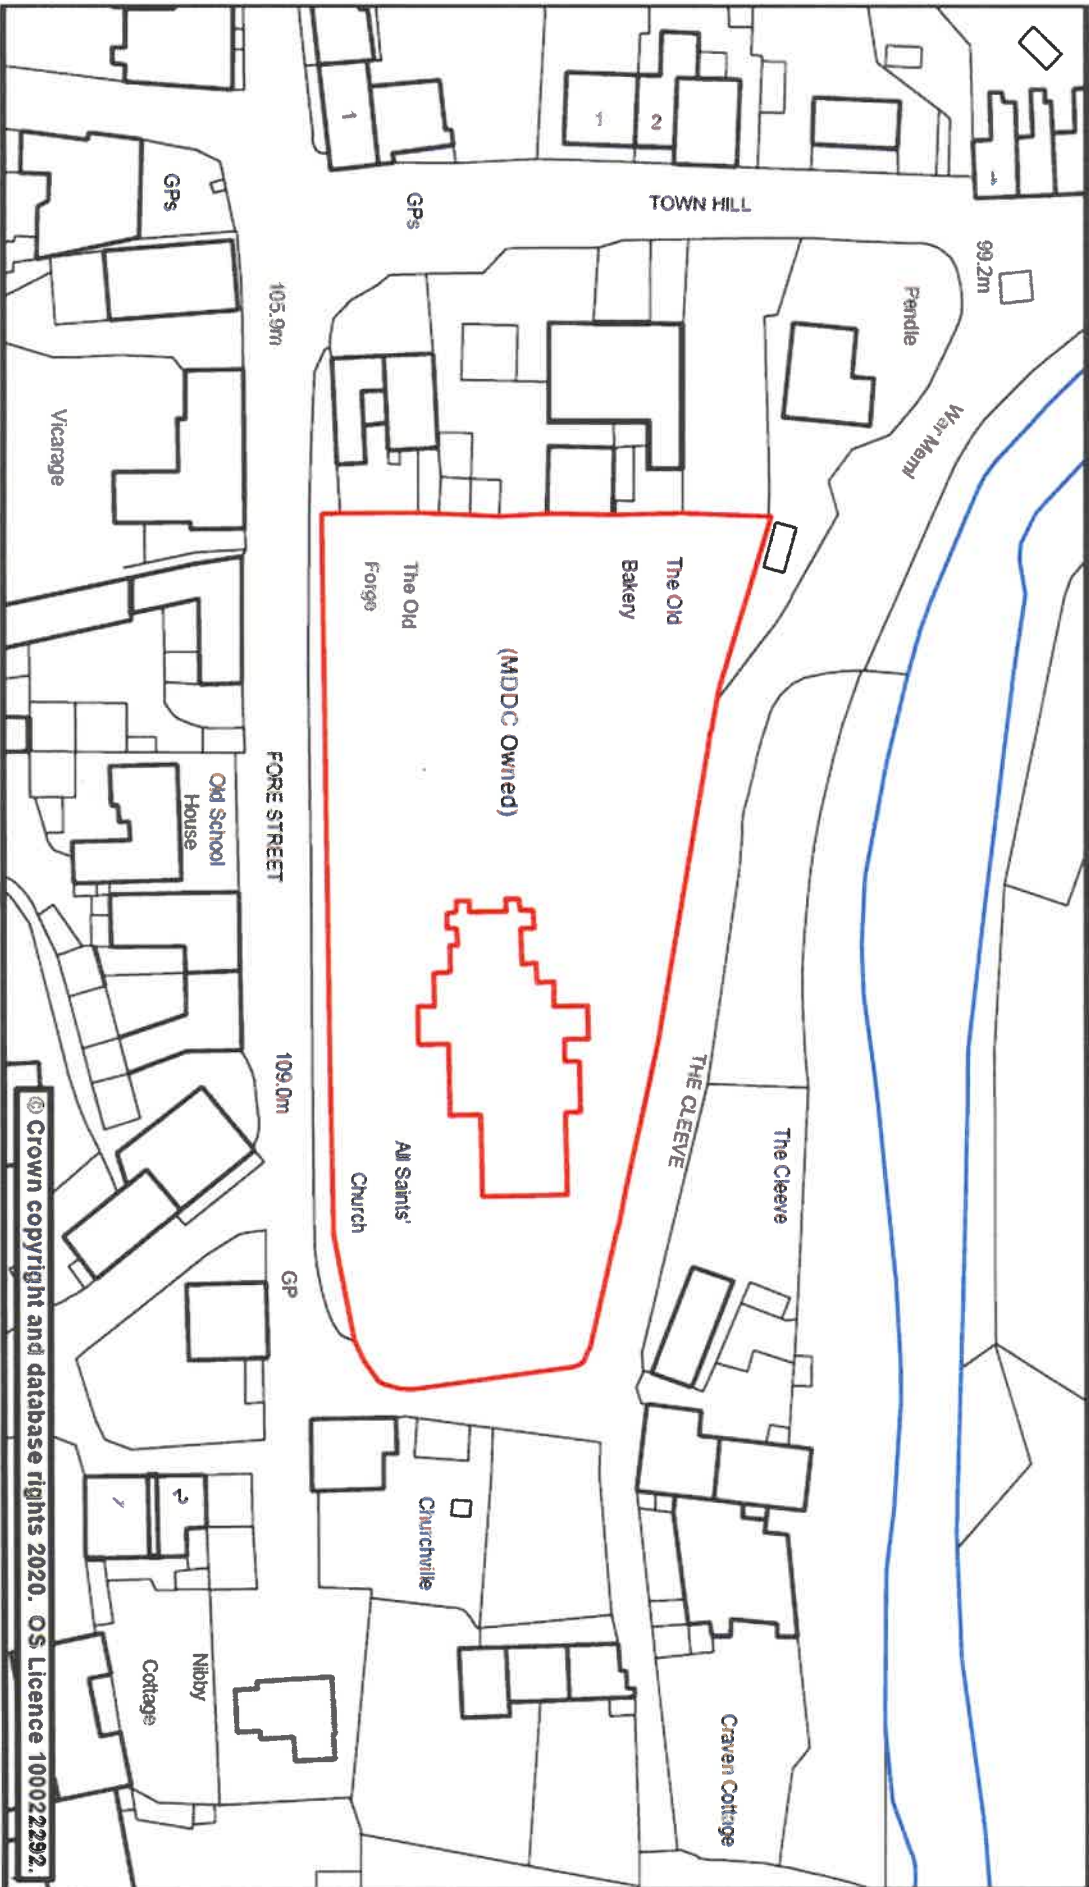 99.2m
Pendle
War Meml
TOWN HILL
1
2
1
GPs
GPs
105.9m
Vicarage
The Old
Bakery
The Old
Forge
(MDDC Owned)
FORE STREET
Old School
House
THE CLEEVE
The Cleeve
All Saints'
Church
109.0m
GP
Churchville
Craven Cottage
2
Nibby
Cottage
© Crown copyright and database rights 2020. OS Licence 100022292.